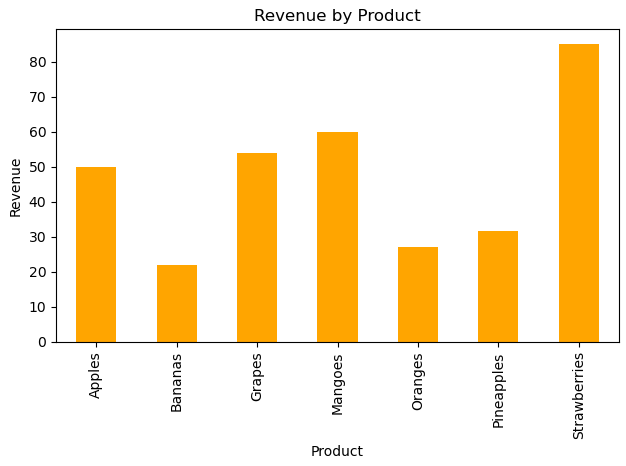 Revenue by Product
Revenue
80
70
60
50
40
30
20
10
0
Apples
Bananas
Grapes
Mangoes
Oranges
Pineapples
Strawberries
Product